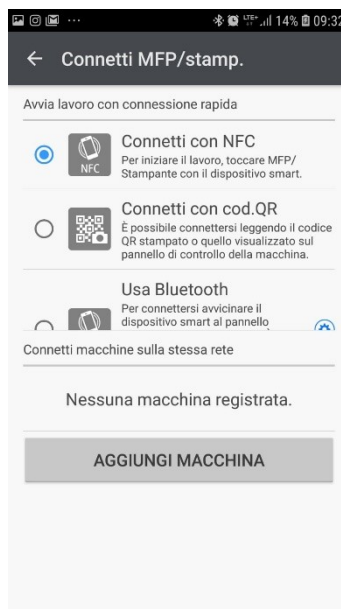 LTE+ 14% 09:32
Connetti MFP/stamp.
Avvia lavoro con connessione rapida
Connetti con NFC
Per iniziare il lavoro, toccare MFP/
Stampante con il dispositivo smart.
NFC
Connetti con cod.QR
È possibile connettersi leggendo il codice
QR stampato o quello visualizzato sul
pannello di controllo della macchina.
Usa Bluetooth
Per connettersi avvicinare il
dispositivo smart al pannello
Connetti macchine sulla stessa rete
Nessuna macchina registrata.
AGGIUNGI MACCHINA